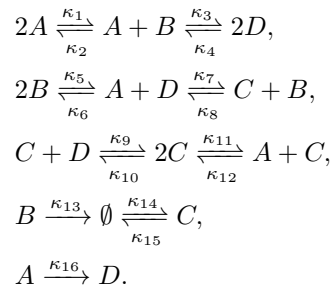 2A ⇌ A + B ⇌ 2D, κ₁ κ₂ κ₃ κ₄
2B ⇌ A + D ⇌ C + B, κ₅ κ₆ κ₇ κ₈
C + D ⇌ 2C ⇌ A + C, κ₉ κ₁₀ κ₁₁ κ₁₂
B → ∅ ⇌ C, κ₁₃ κ₁₄ κ₁₅
A → D. κ₁₆